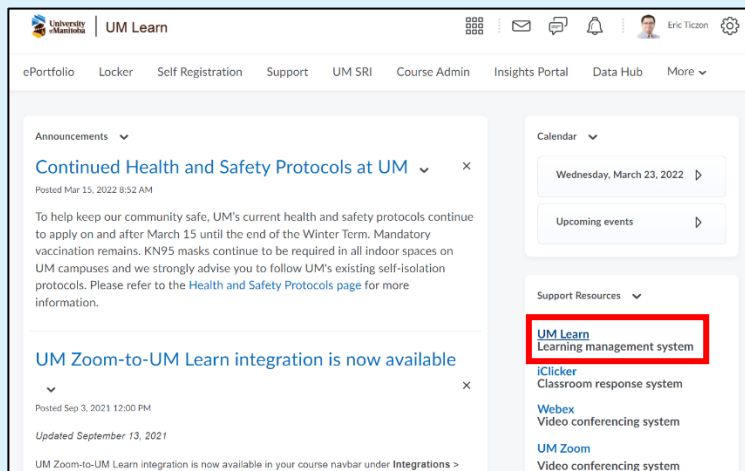 University of Manitoba
UM Learn
Eric Ticzon
ePortfolio Locker Self Registration Support UM SRI Course Admin Insights Portal Data Hub More
Announcements
Continued Health and Safety Protocols at UM
Posted Mar 15, 2022 8:52 AM
To help keep our community safe, UM's current health and safety protocols continue
to apply on and after March 15 until the end of the Winter Term. Mandatory
vaccination remains. KN95 masks continue to be required in all indoor spaces on
UM campuses and we strongly advise you to follow UM's existing self-isolation
protocols. Please refer to the Health and Safety Protocols page for more
information.
UM Zoom-to-UM Learn integration is now available
Posted Sep 3, 2021 12:00 PM
Updated September 13, 2021
UM Zoom-to-UM Learn integration is now available in your course navbar under Integrations >
Calendar
Wednesday, March 23, 2022
Upcoming events
Support Resources
UM Learn
Learning management system
iClicker
Classroom response system
Webex
Video conferencing system
UM Zoom
Video conferencing system